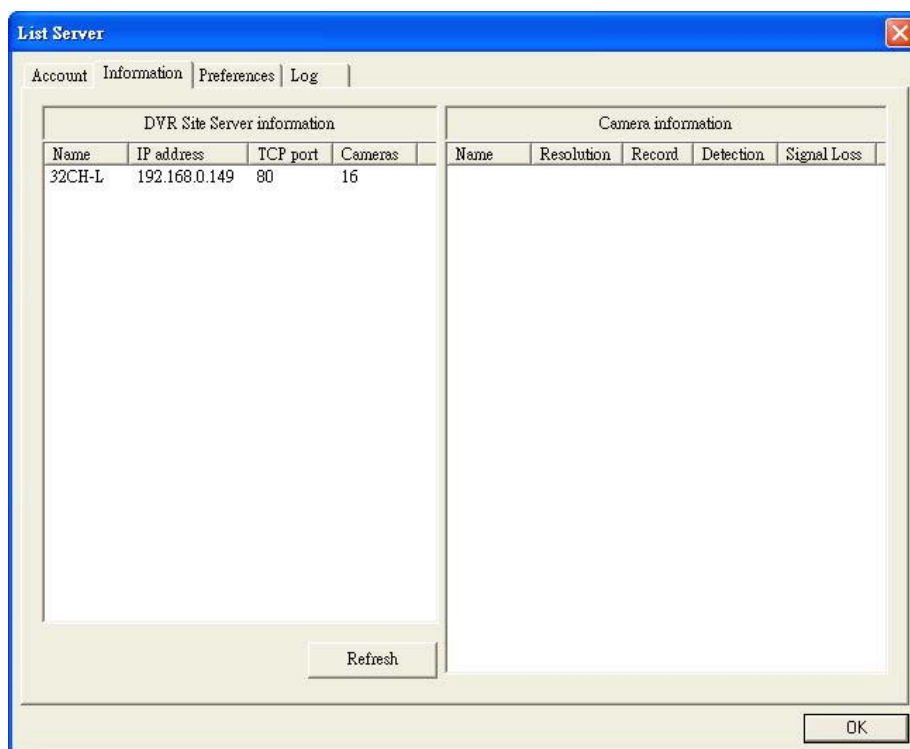 List Server
Account Information Preferences Log
DVR Site Server information
Name IP address TCP port Cameras
32CH-L 192.168.0.149 80 16
Refresh
Camera information
Name Resolution Record Detection Signal Loss
OK